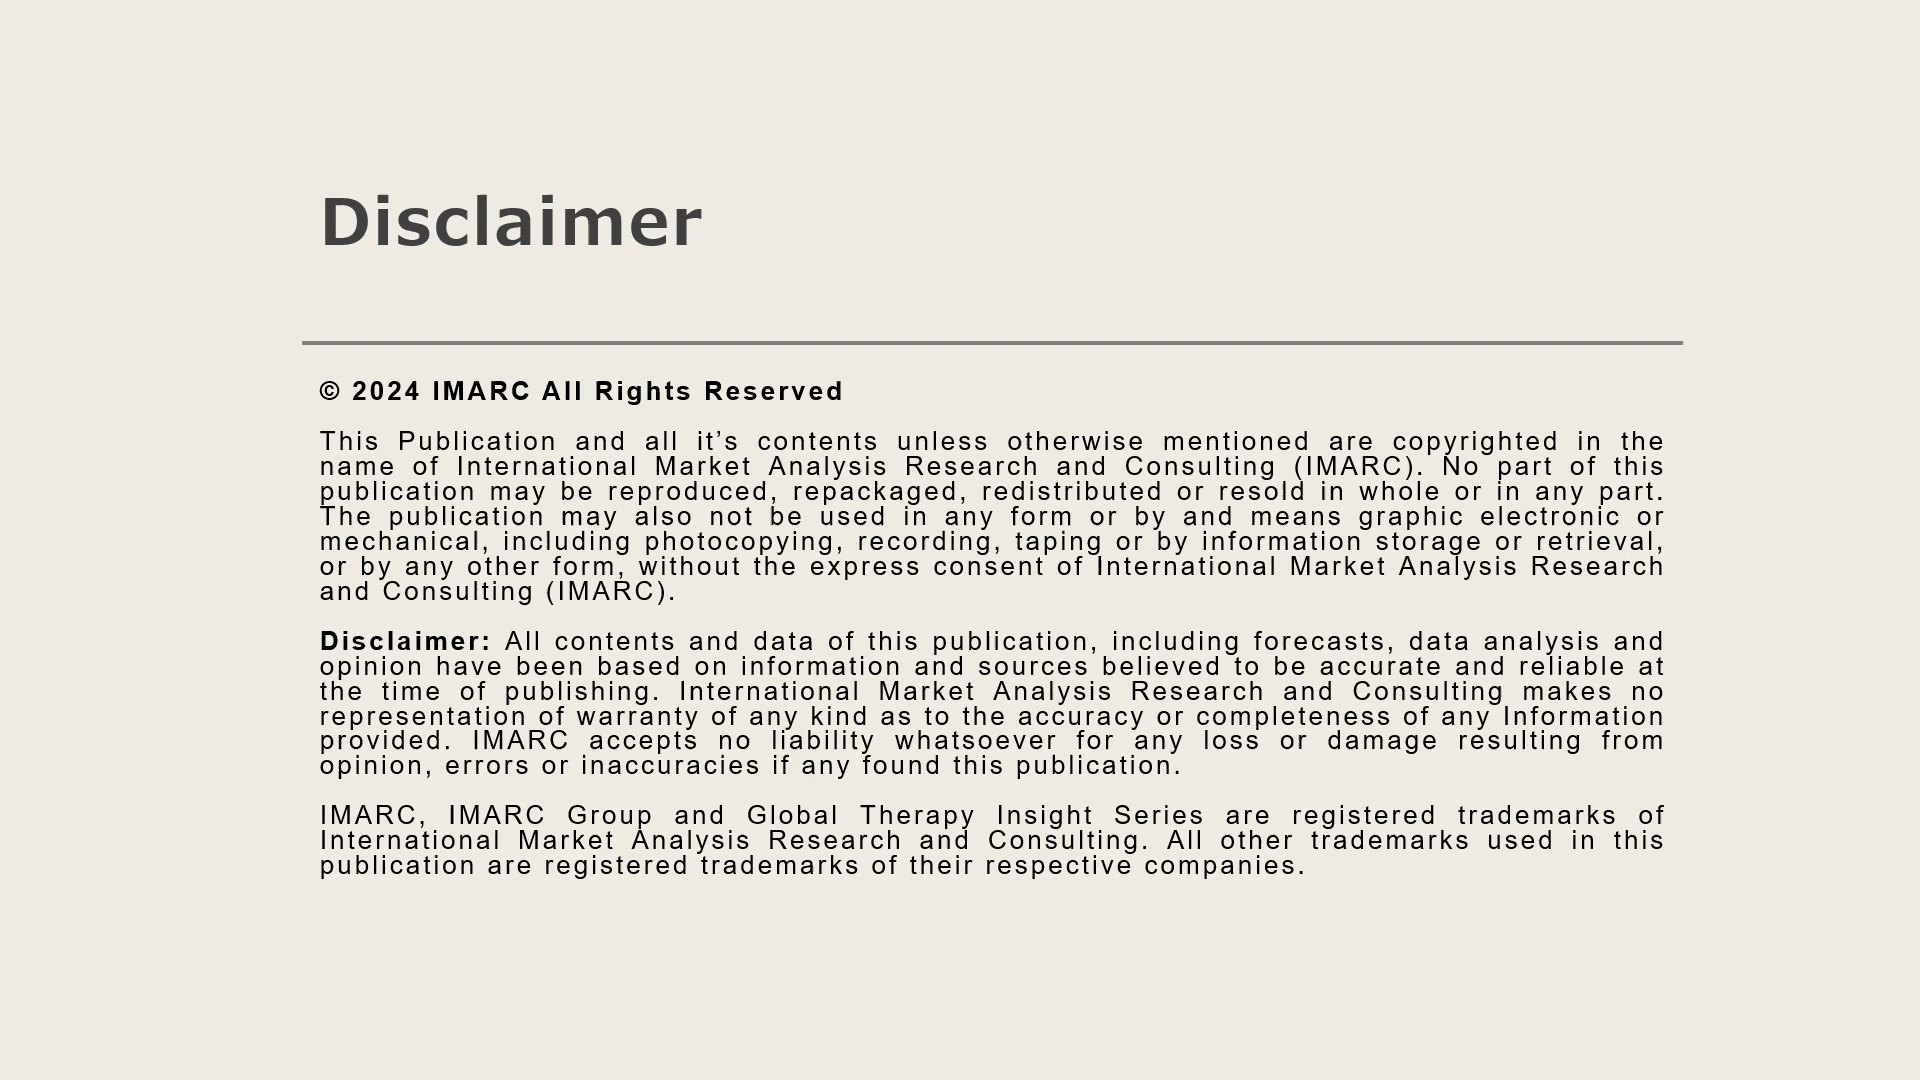 Disclaimer
© 2024 IMARC All Rights Reserved
This Publication and all it’s contents unless otherwise mentioned are copyrighted in the
name of International Market Analysis Research and Consulting (IMARC). No part of this
publication may be reproduced, repackaged, redistributed or resold in whole or in any part.
The publication may also not be used in any form or by and means graphic electronic or
mechanical, including photocopying, recording, taping or by information storage or retrieval,
or by any other form, without the express consent of International Market Analysis Research
and Consulting (IMARC).
Disclaimer: All contents and data of this publication, including forecasts, data analysis and
opinion have been based on information and sources believed to be accurate and reliable at
the time of publishing. International Market Analysis Research and Consulting makes no
representation of warranty of any kind as to the accuracy or completeness of any Information
provided. IMARC accepts no liability whatsoever for any loss or damage resulting from
opinion, errors or inaccuracies if any found this publication.
IMARC, IMARC Group and Global Therapy Insight Series are registered trademarks of
International Market Analysis Research and Consulting. All other trademarks used in this
publication are registered trademarks of their respective companies.